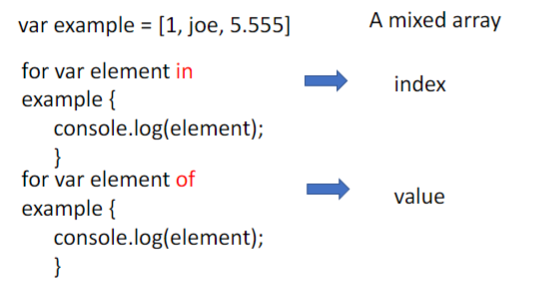 var example = [1, joe, 5.555]
A mixed array
for var element in
example {
console.log(element);
}
index
for var element of
example {
console.log(element);
}
value